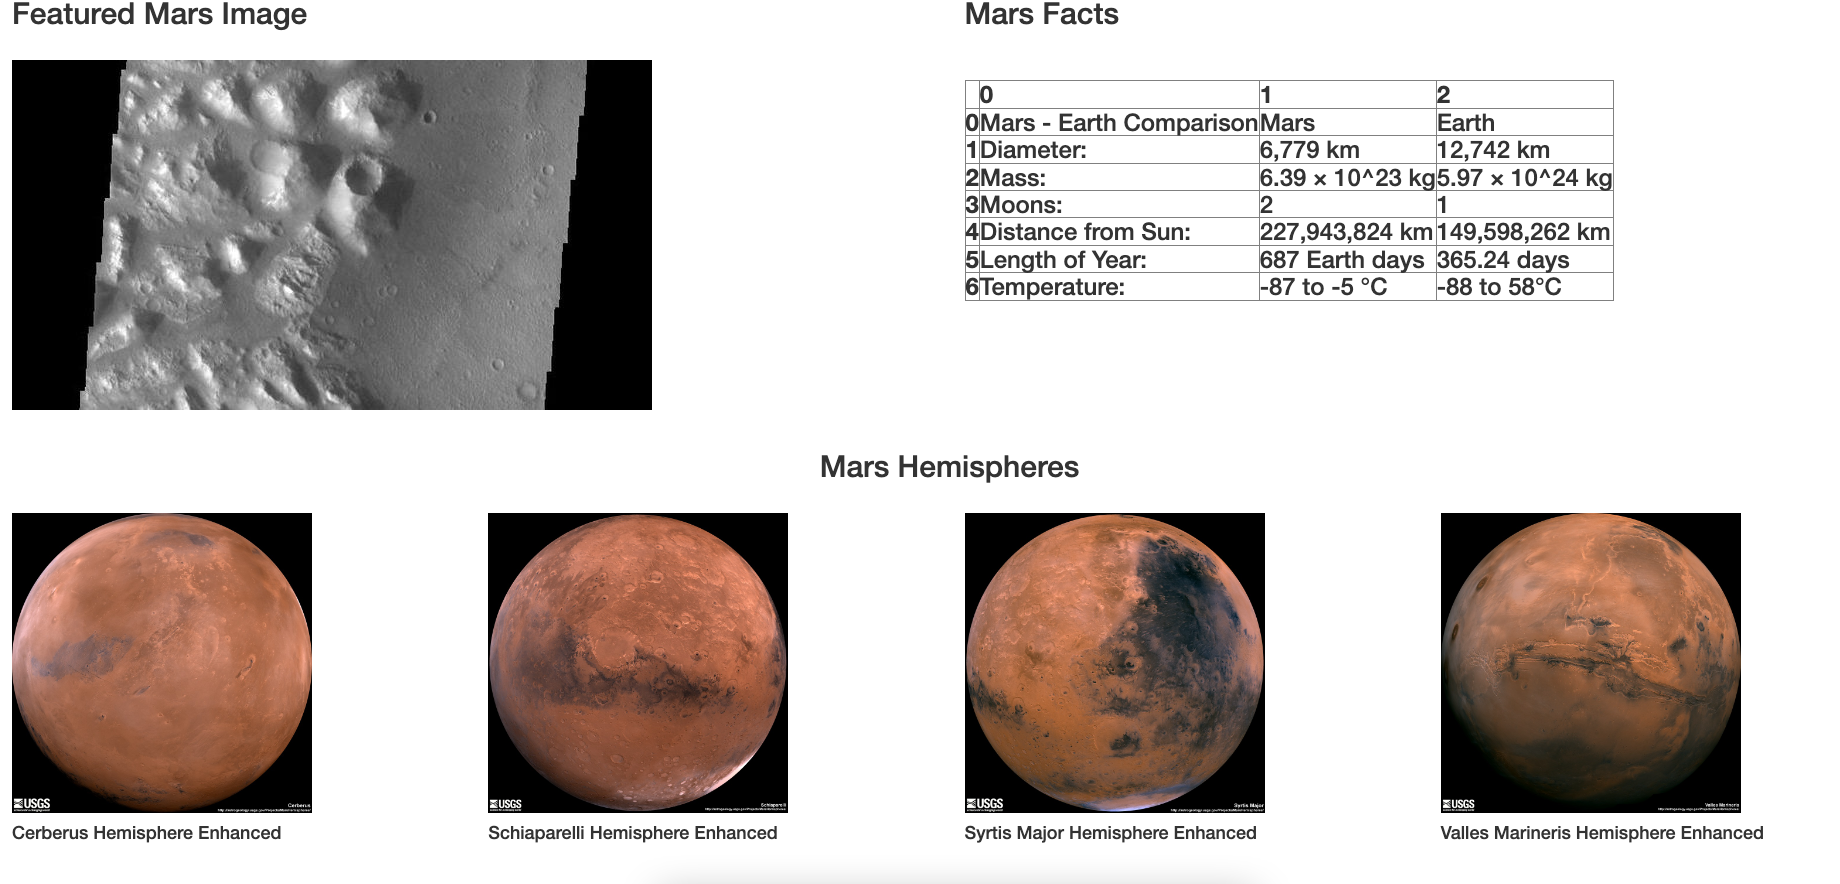 Featured Mars Image
Mars Facts
0 1 2
0 Mars - Earth Comparison Mars Earth
1 Diameter: 6,779 km 12,742 km
2 Mass: 6.39 × 10^23 kg 5.97 × 10^24 kg
3 Moons: 2 1
4 Distance from Sun: 227,943,824 km 149,598,262 km
5 Length of Year: 687 Earth days 365.24 days
6 Temperature: -87 to -5 °C -88 to 58°C
Mars Hemispheres
USGS
Cerberus
USGS
Schiaparelli
USGS
Syrtis Major
USGS
Valles Marineris
Cerberus Hemisphere Enhanced
Schiaparelli Hemisphere Enhanced
Syrtis Major Hemisphere Enhanced
Valles Marineris Hemisphere Enhanced